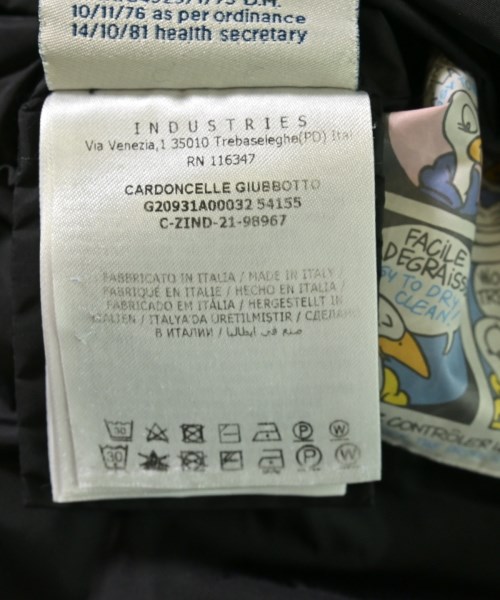 10/11/76 as per ordinance
14/10/81 health secretary
INDUSTRIES
Via Venezia,1 35010 Trebaseleghe(PD) Ital
RN 116347
CARDONCELLE GIUBBOTTO
G20931A00032 54155
C-ZIND-21-98967
FABBRICATO IN ITALIA / MADE IN ITALY /
FABRIQUÉ EN ITALIE / HECHO EN ITALIA /
FABRICADO EM ITÁLIA / HERGESTELLT IN
ITALIEN / ITALYA'DA ÜRETILMISTIR / СДЕЛАНО
В ИТАЛИИ / صنع في ايطاليا
30 P W
30 P W
FACILE
DEGRAISS
TO DRY
CLEAN!
CONTRÔLER